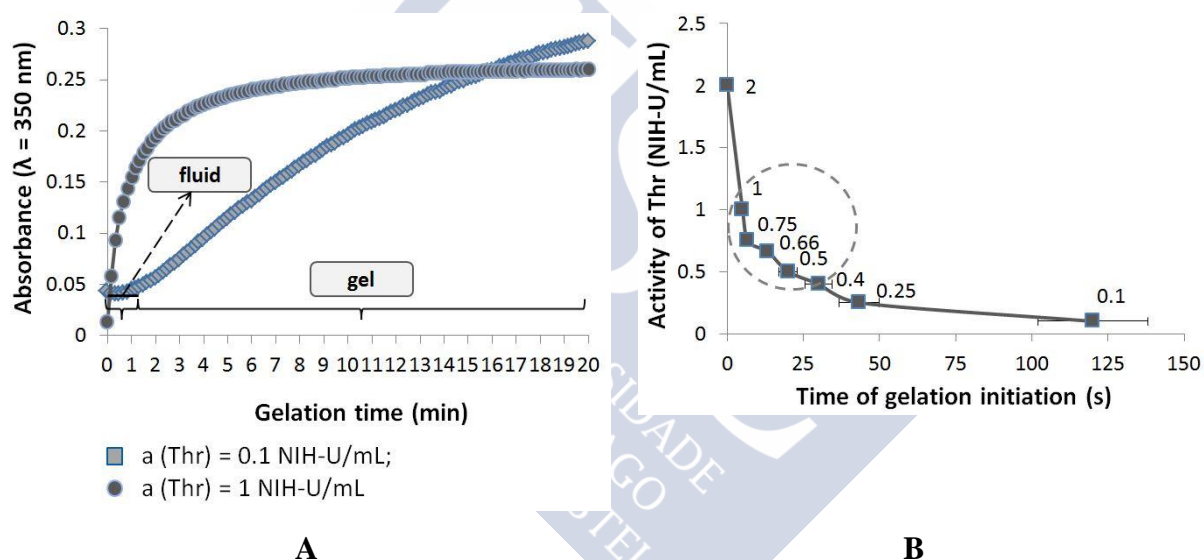 Absorbance (λ = 350 nm)
0.3
0.25
0.2
0.15
0.1
0.05
0
fluid
gel
0 1 2 3 4 5 6 7 8 9 10 11 12 13 14 15 16 17 18 19 20
Gelation time (min)
a (Thr) = 0.1 NIH-U/mL;
a (Thr) = 1 NIH-U/mL
A
Activity of Thr (NIH-U/mL)
2.5
2
1.5
1
0.5
0
2
1
0.75
0.66
0.5
0.4
0.25
0.1
0 25 50 75 100 125 150
Time of gelation initiation (s)
B
SIDADE
AGO
STEL